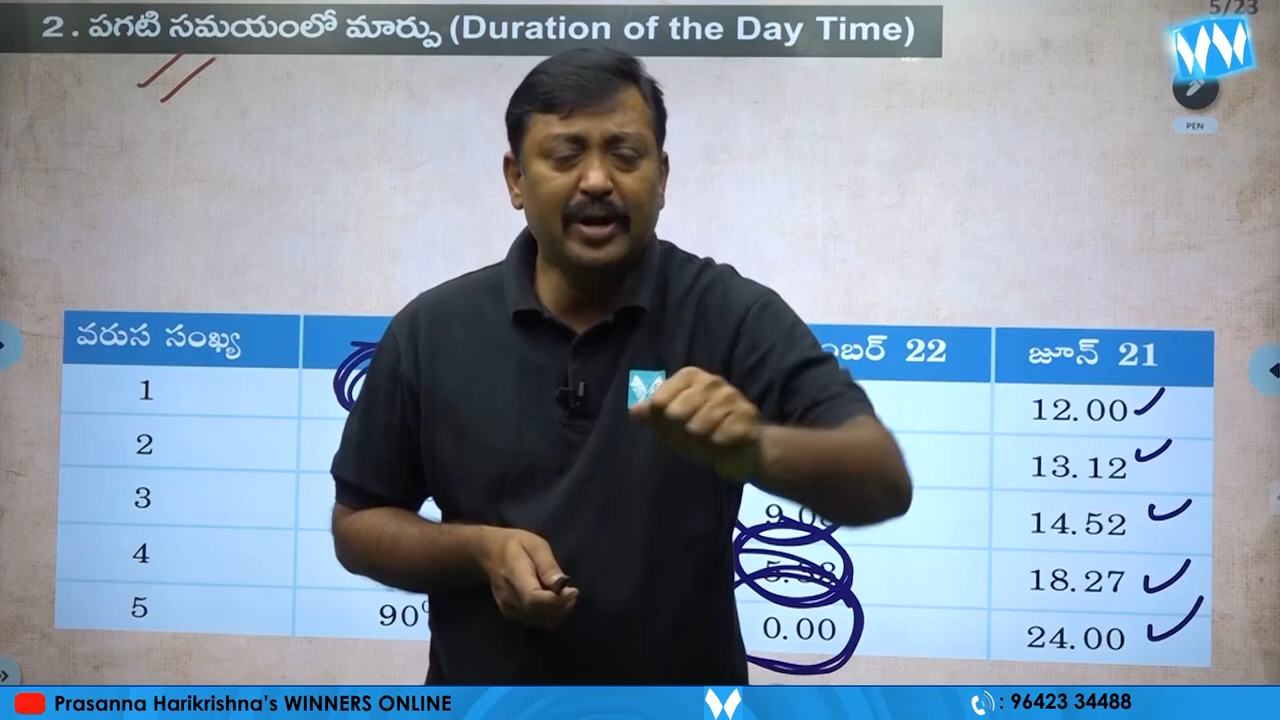 5/23
2. పగటి సమయంలో మార్పు (Duration of the Day Time)
PEN
వరుస సంఖ్య 22 జూన్ 21
1 12.00
2 13.12
3 14.52
4 18.27
5 90° 0.00 24.00
Prasanna Harikrishna's WINNERS ONLINE : 96423 34488